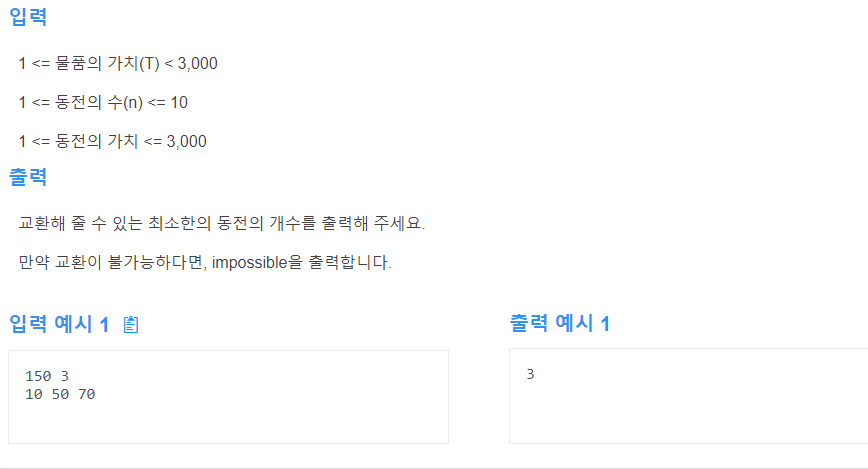 입력
1 <= 물품의 가치(T) < 3,000
1 <= 동전의 수(n) <= 10
1 <= 동전의 가치 <= 3,000
출력
교환해 줄 수 있는 최소한의 동전의 개수를 출력해 주세요.
만약 교환이 불가능하다면, impossible을 출력합니다.
입력 예시 1
150 3
10 50 70
출력 예시 1
3